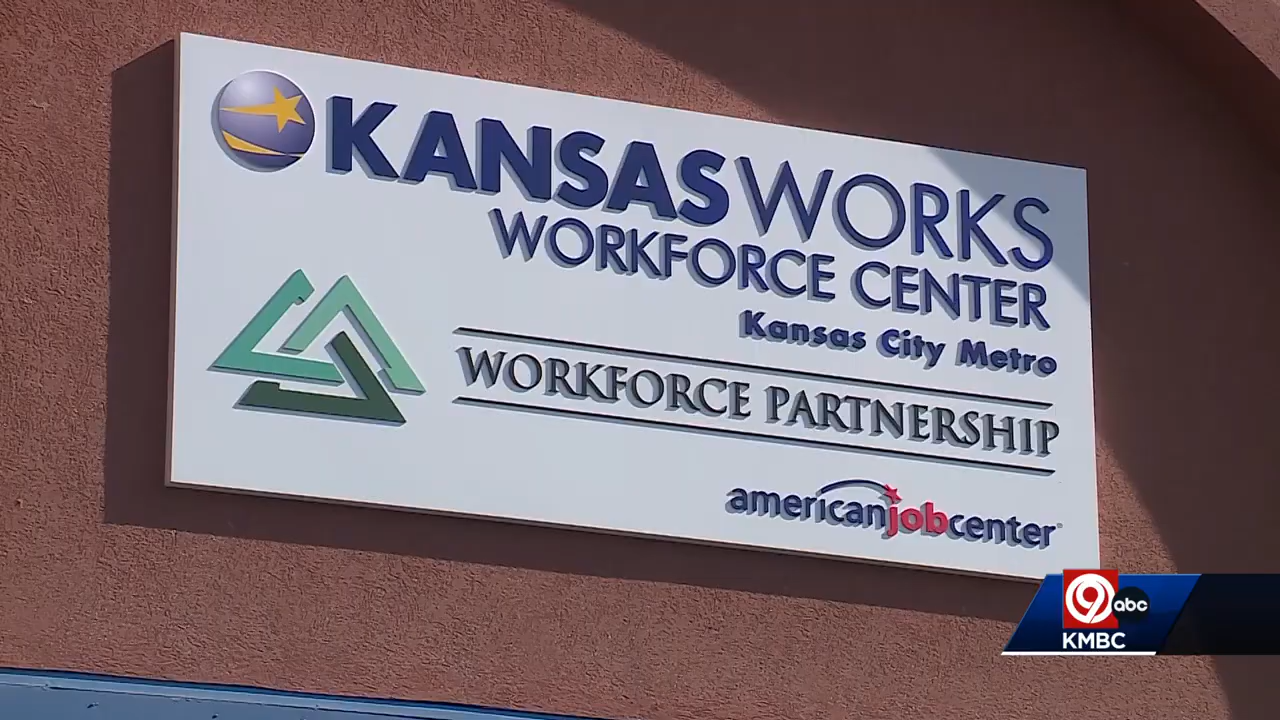 KANSASWORKS
WORKFORCE CENTER
Kansas City Metro
WORKFORCE PARTNERSHIP
americanjobcenter
9 abc
KMBC